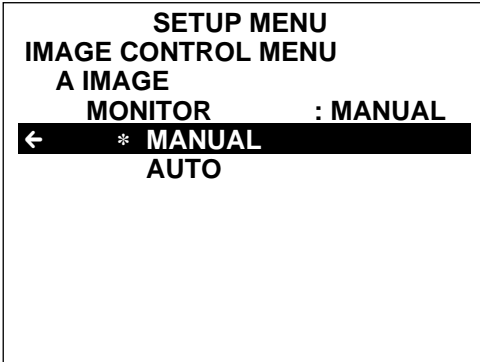 SETUP MENU
IMAGE CONTROL MENU
A IMAGE
MONITOR : MANUAL
← * MANUAL
AUTO